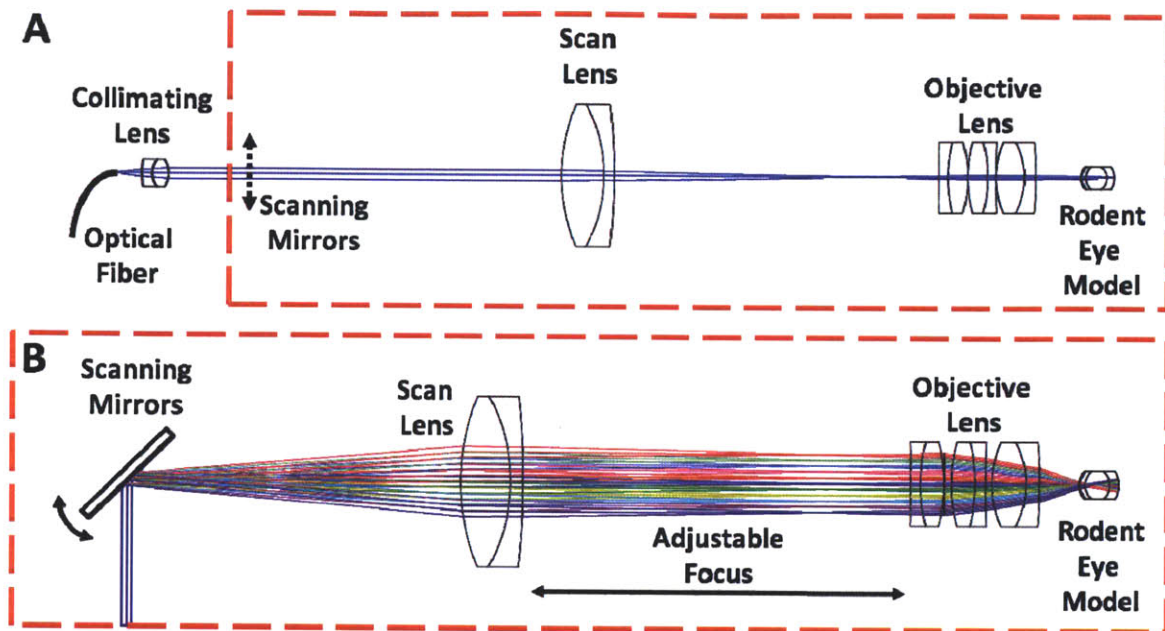 A
Scan
Lens
Collimating
Lens
Objective
Lens
Scanning
Mirrors
Optical
Fiber
Rodent
Eye
Model
B
Scanning
Mirrors
Scan
Lens
Objective
Lens
Adjustable
Focus
Rodent
Eye
Model